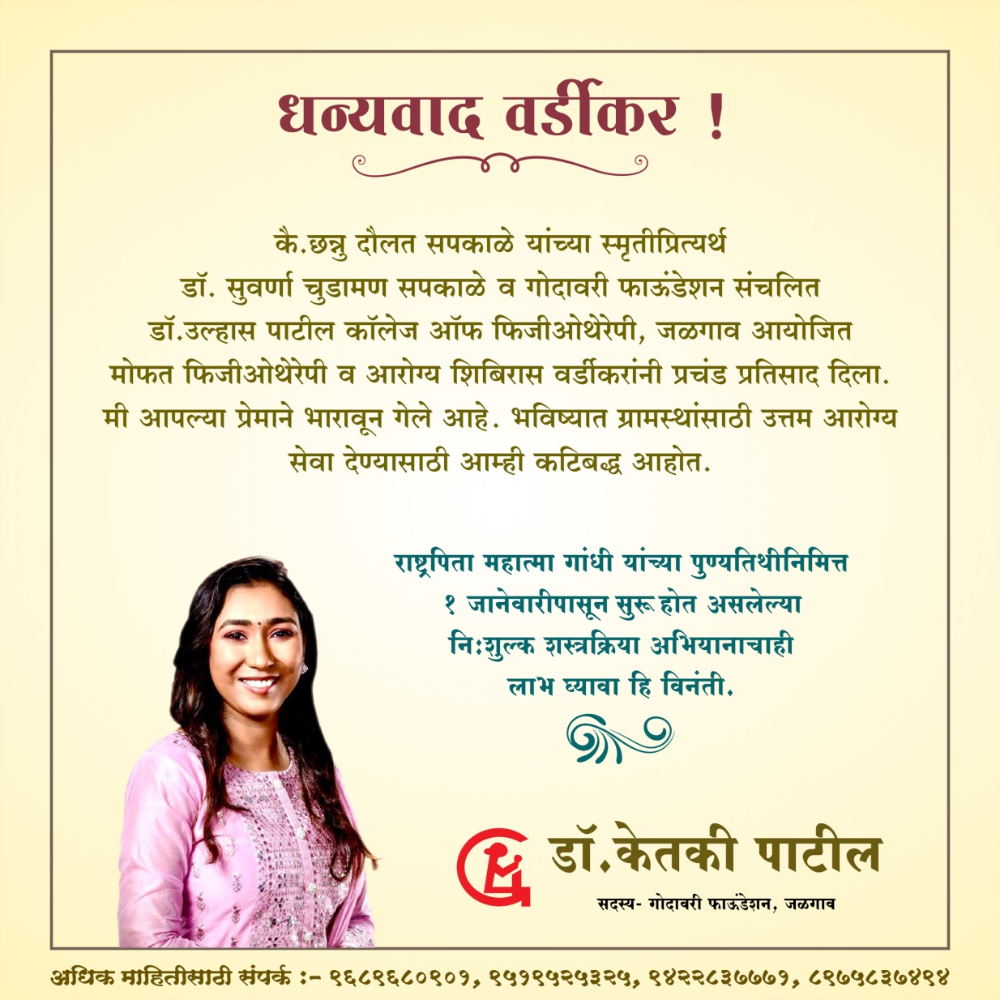 धन्यवाद वर्डीकर !
कै.छन्नु दौलत सपकाळे यांच्या स्मृतीप्रित्यर्थ
डॉ. सुवर्णा चुडामण सपकाळे व गोदावरी फाऊंडेशन संचलित
डॉ.उल्हास पाटील कॉलेज ऑफ फिजीओथेरेपी, जळगाव आयोजित
मोफत फिजीओथेरेपी व आरोग्य शिबिरास वर्डीकरांनी प्रचंड प्रतिसाद दिला.
मी आपल्या प्रेमाने भारावून गेले आहे. भविष्यात ग्रामस्थांसाठी उत्तम आरोग्य
सेवा देण्यासाठी आम्ही कटिबद्ध आहोत.
राष्ट्रपिता महात्मा गांधी यांच्या पुण्यतिथीनिमित्त
१ जानेवारीपासून सुरू होत असलेल्या
नि:शुल्क शस्त्रक्रिया अभियानाचाही
लाभ घ्यावा हि विनंती.
डॉ.केतकी पाटील
सदस्य- गोदावरी फाऊंडेशन, जळगाव
अधिक माहितीसाठी संपर्क :- ९६८९६८०९०१, ९५१९५२५३२५, ९४२२८३७७७१, ८९७५८३७४९४